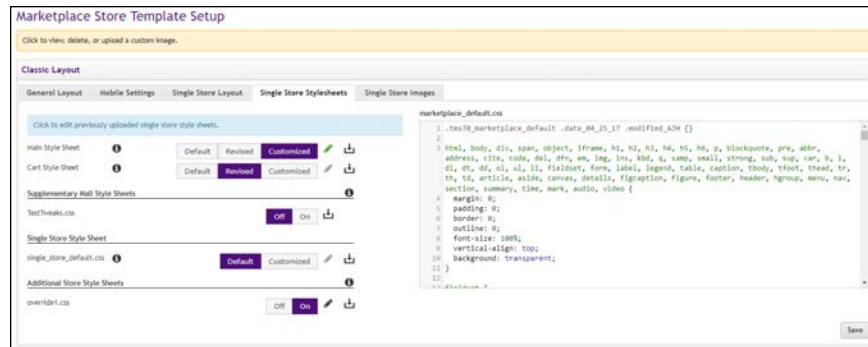 Marketplace Store Template Setup
Click to view, delete, or upload a custom image.
Classic Layout
General Layout Mobile Settings Single Store Layout Single Store Stylesheets Single Store Images
Click to edit previously uploaded single store style sheets.
Main Style Sheet Default Revised Customized
Cart Style Sheet Default Revised Customized
Supplementary Mall Style Sheets
TestTweaks.css Off On
Single Store Style Sheet
single_store_default.css Default Customized
Additional Store Style Sheets
override1.css Off On
marketplace_default.css
1 .tms70_marketplace_default .date_04_25_17 .modified_AJH {}
2
3 html, body, div, span, object, iframe, h1, h2, h3, h4, h5, h6, p, blockquote, pre, abbr,
address, cite, code, del, dfn, em, img, ins, kbd, q, samp, small, strong, sub, sup, var, b, i,
dl, dt, dd, ol, ul, li, fieldset, form, label, legend, table, caption, tbody, tfoot, thead, tr,
th, td, article, aside, canvas, details, figcaption, figure, footer, header, hgroup, menu, nav,
section, summary, time, mark, audio, video {
4 margin: 0;
5 padding: 0;
6 border: 0;
7 outline: 0;
8 font-size: 100%;
9 vertical-align: top;
10 background: transparent;
11 }
12
13 fieldset {
Save